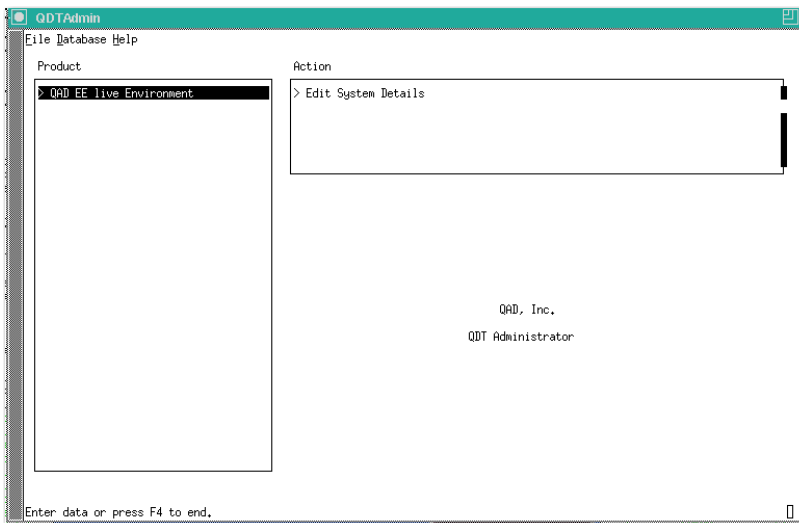 QDTAdmin
File Database Help
Product
Action
> QAD EE live Environment
> Edit System Details
QAD, Inc.
QDT Administrator
Enter data or press F4 to end.